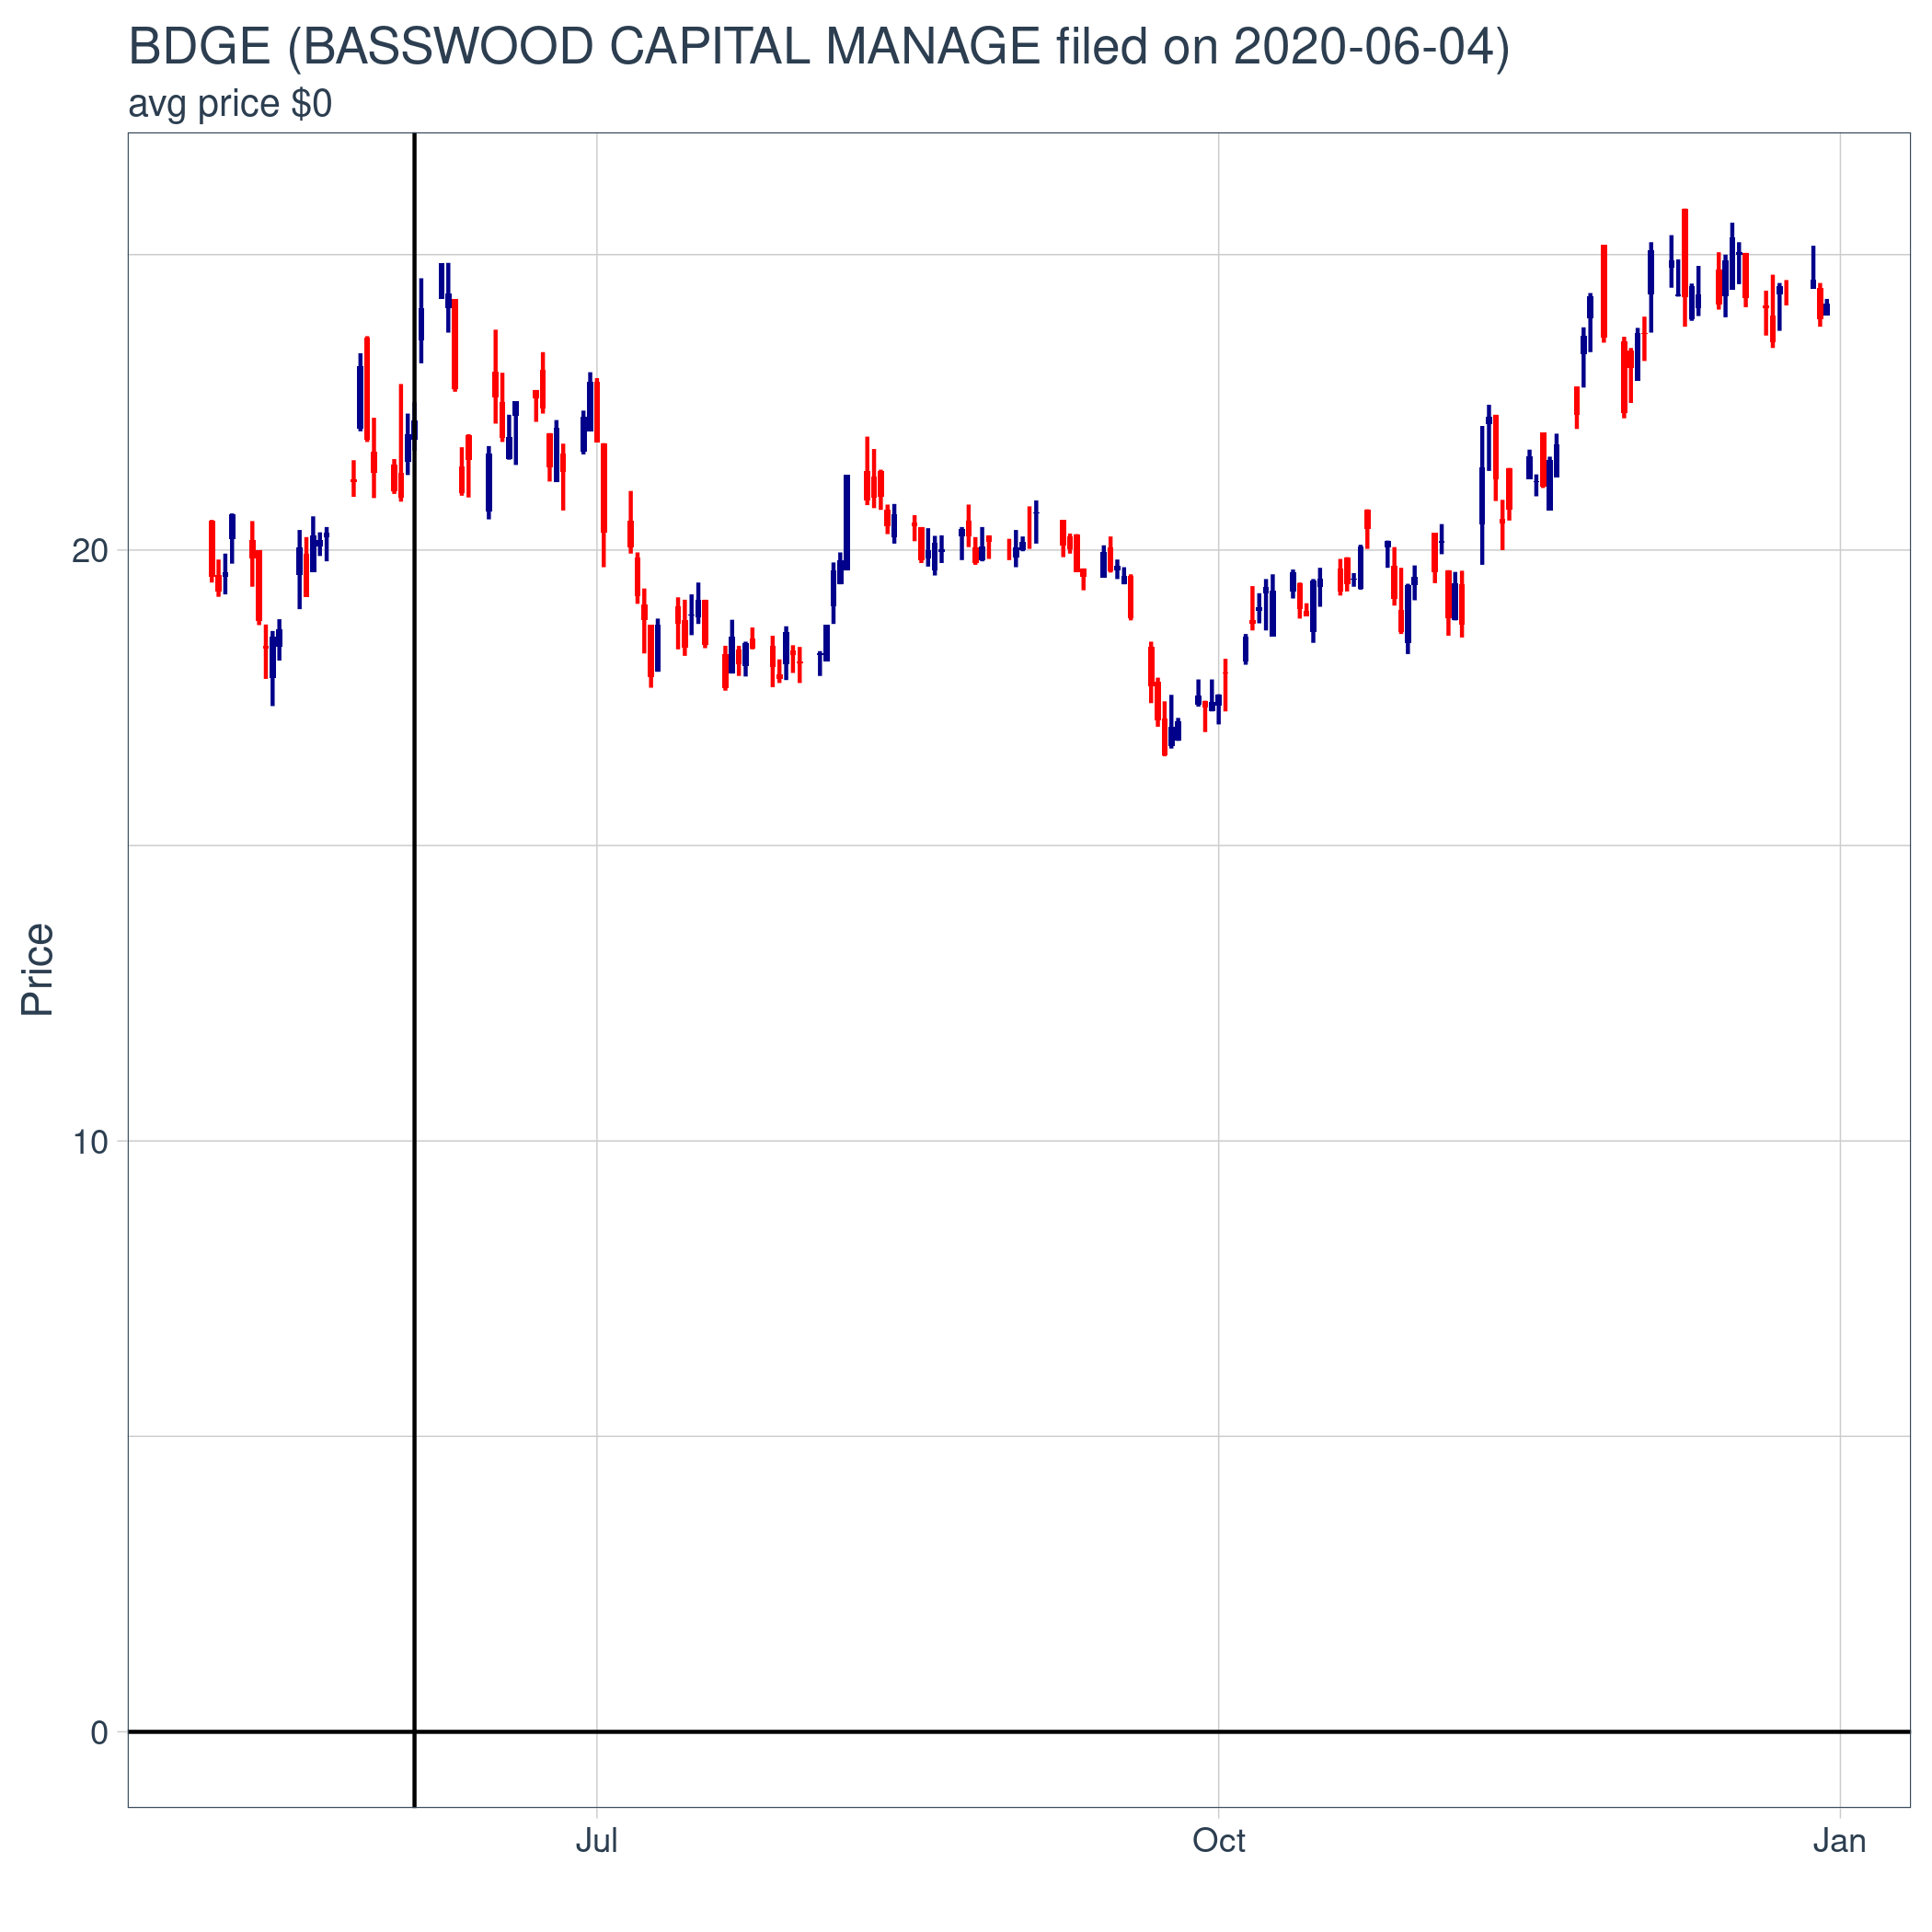 BDGE (BASSWOOD CAPITAL MANAGE filed on 2020-06-04)
avg price $0
Price
20
10
0
Jul
Oct
Jan